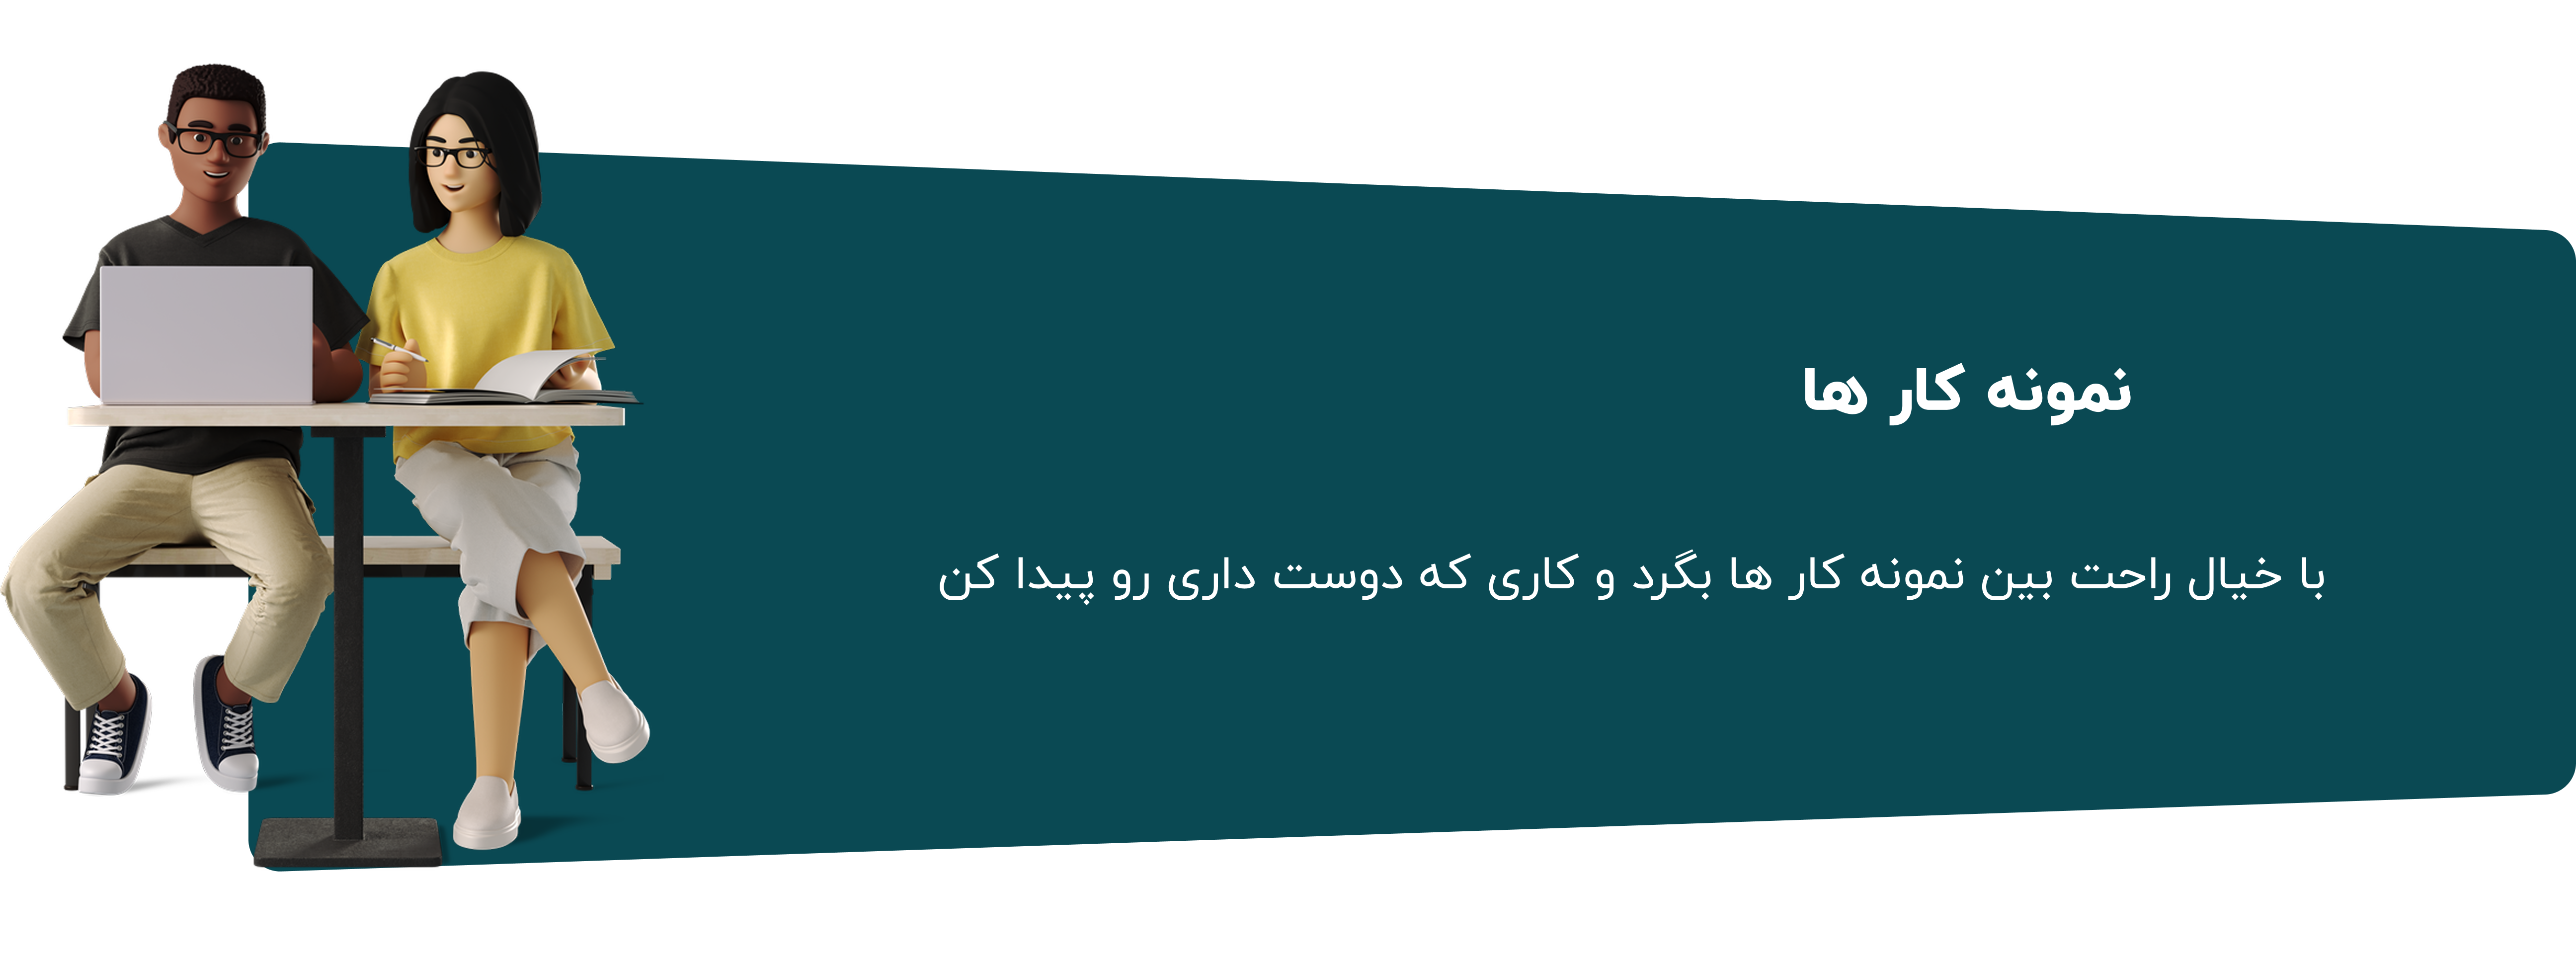 نمونه کار ها
با خیال راحت بین نمونه کار ها بگرد و کاری که دوست داری رو پیدا کن